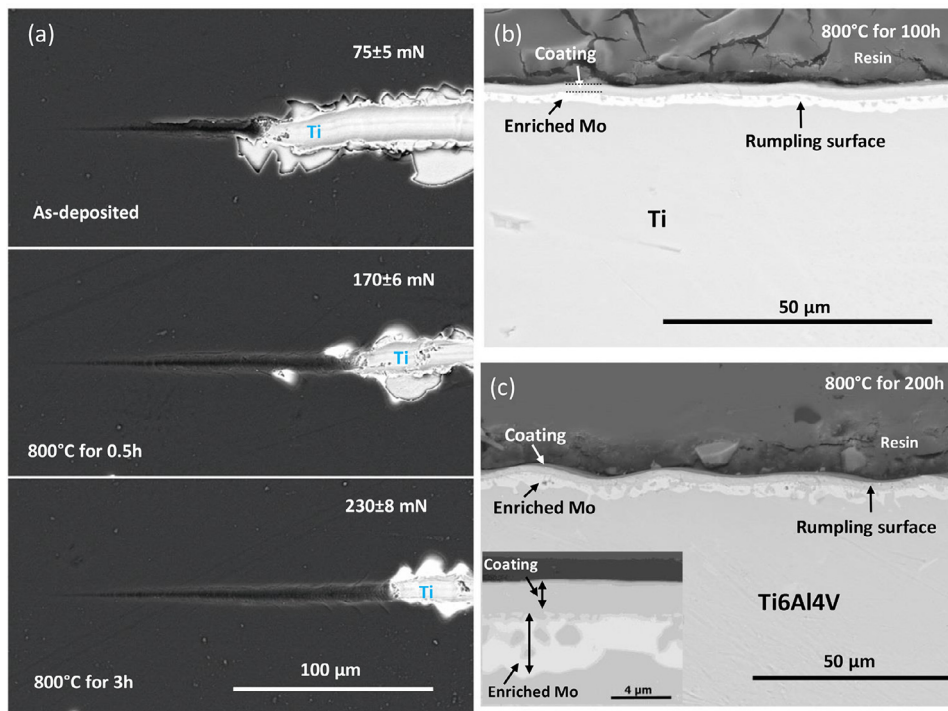 (a)
75±5 mN
Ti
As-deposited
170±6 mN
Ti
800°C for 0.5h
230±8 mN
Ti
800°C for 3h
100 µm
(b)
800°C for 100h
Coating
Resin
Enriched Mo
Rumpling surface
Ti
50 µm
(c)
800°C for 200h
Coating
Resin
Enriched Mo
Rumpling surface
Coating
Ti6Al4V
Enriched Mo
4 µm
50 µm